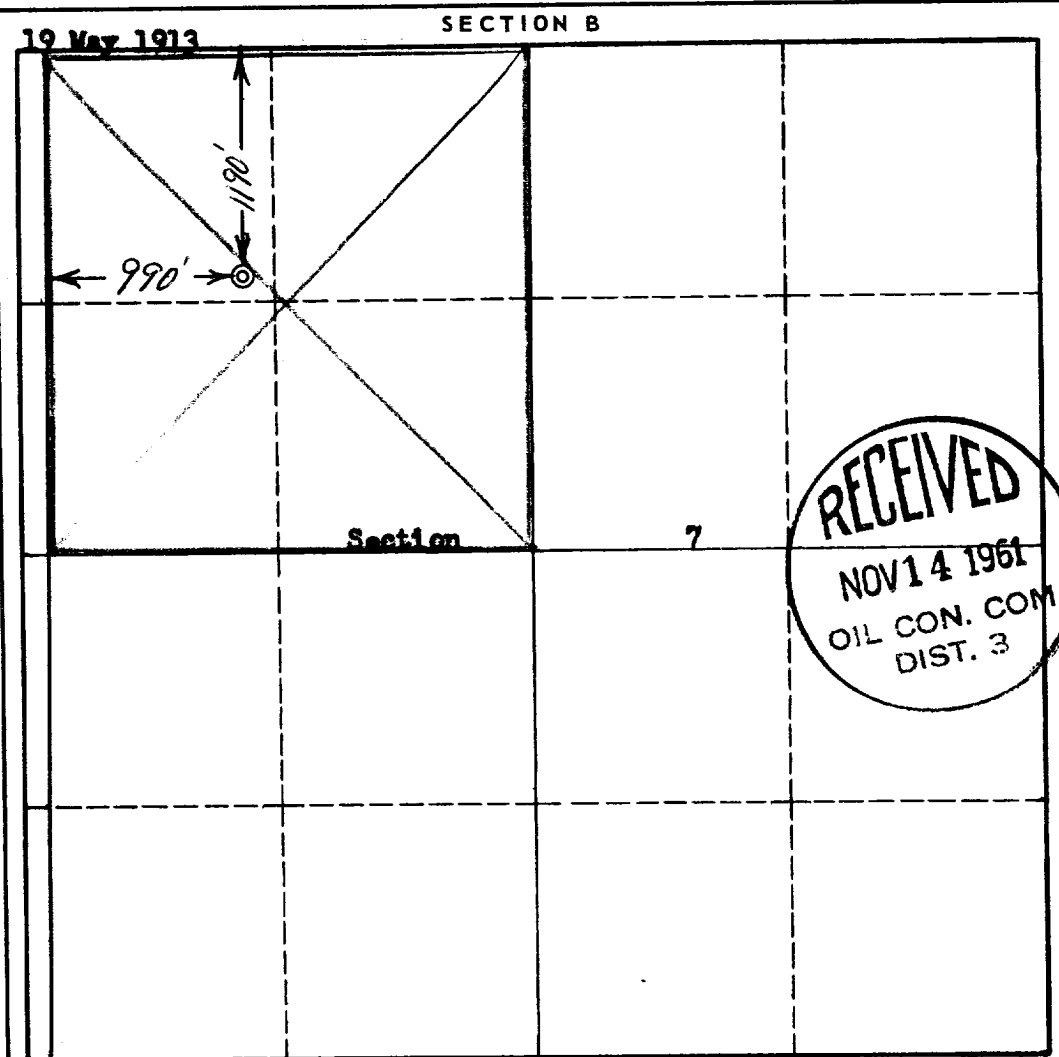 SECTION B
19 May 1913
1190'
990'
Section 7
RECEIVED
NOV 14 1961
OIL CON. COM
DIST. 3